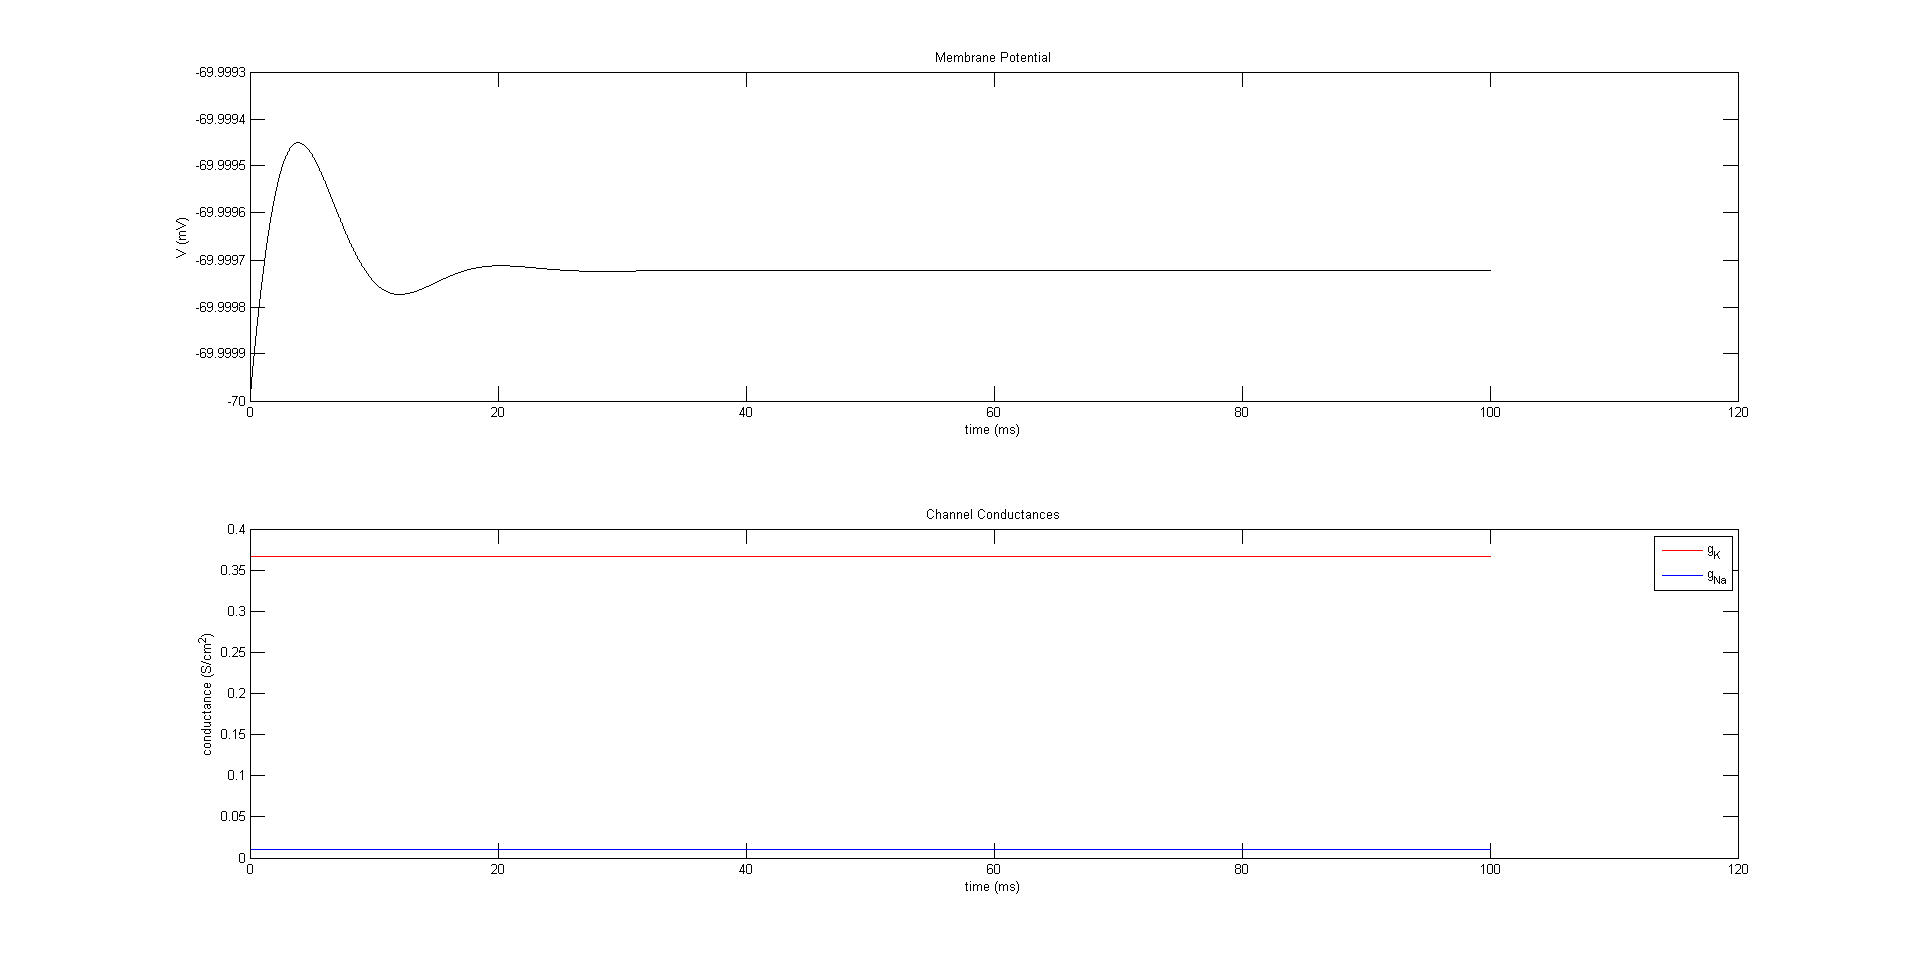 Membrane Potential
-69.9993
-69.9994
-69.9995
-69.9996
-69.9997
-69.9998
-69.9999
-70
V (mV)
0 20 40 60 80 100 120
time (ms)
Channel Conductances
0.4
0.35
0.3
0.25
0.2
0.15
0.1
0.05
0
conductance (S/cm²)
g_K
g_Na
0 20 40 60 80 100 120
time (ms)